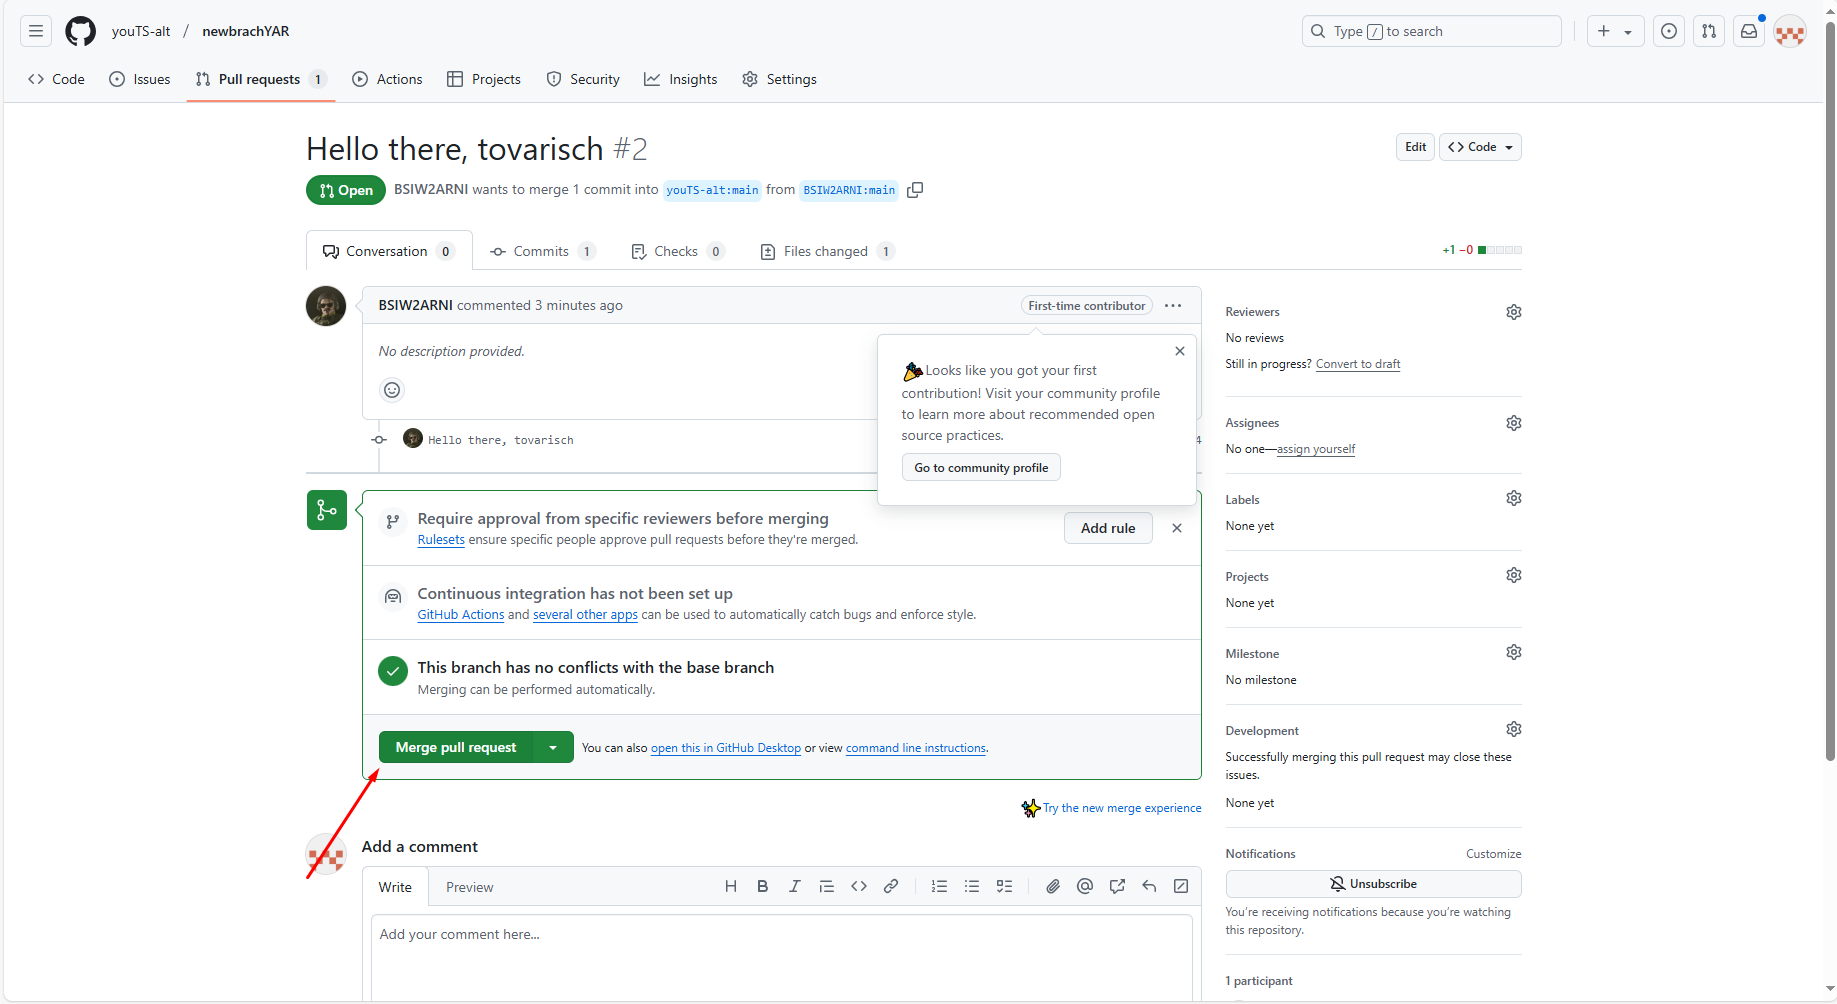 youTS-alt / newbrachYAR
Type / to search
Code
Issues
Pull requests 1
Actions
Projects
Security
Insights
Settings
Hello there, tovarisch #2
Edit
Code
Open
BSIW2ARNI wants to merge 1 commit into youTS-alt:main from BSIW2ARNI:main
Conversation 0
Commits 1
Checks 0
Files changed 1
+1 −0
BSIW2ARNI commented 3 minutes ago
First-time contributor
No description provided.
Looks like you got your first
contribution! Visit your community profile
to learn more about recommended open
source practices.
Go to community profile
Hello there, tovarisch
4
Require approval from specific reviewers before merging
Rulesets ensure specific people approve pull requests before they're merged.
Add rule
Continuous integration has not been set up
GitHub Actions and several other apps can be used to automatically catch bugs and enforce style.
This branch has no conflicts with the base branch
Merging can be performed automatically.
Merge pull request
You can also open this in GitHub Desktop or view command line instructions.
Try the new merge experience
Add a comment
Write
Preview
Add your comment here...
Reviewers
No reviews
Still in progress? Convert to draft
Assignees
No one—assign yourself
Labels
None yet
Projects
None yet
Milestone
No milestone
Development
Successfully merging this pull request may close these
issues.
None yet
Notifications
Customize
Unsubscribe
You're receiving notifications because you're watching
this repository.
1 participant